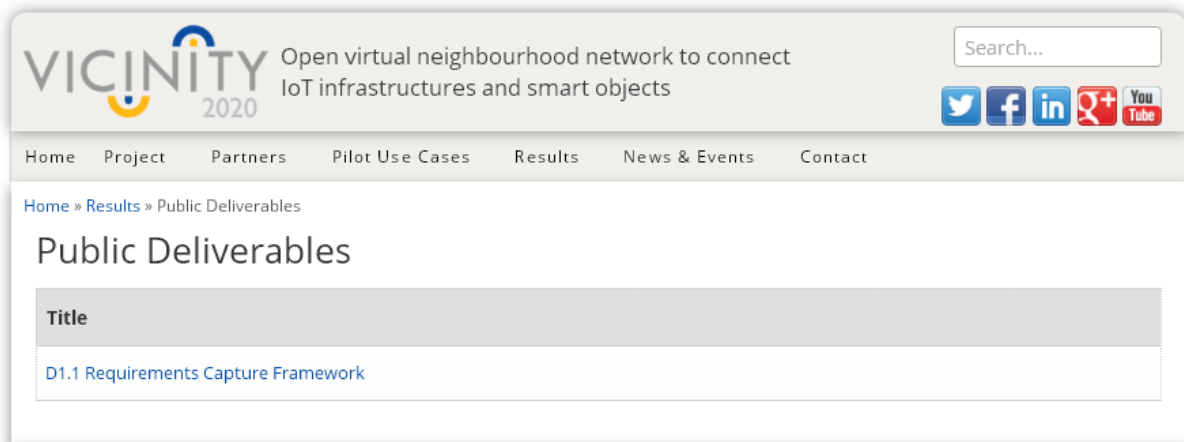 VICINITY
2020
Open virtual neighbourhood network to connect
IoT infrastructures and smart objects
Search...
f in g+ You Tube
Home Project Partners Pilot Use Cases Results News & Events Contact
Home » Results » Public Deliverables
Public Deliverables
Title
D1.1 Requirements Capture Framework